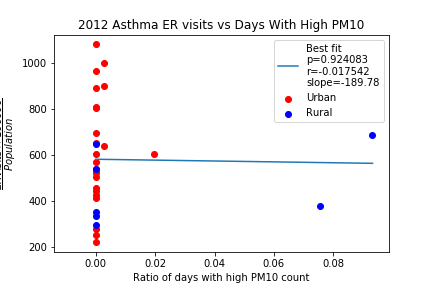 2012 Asthma ER visits vs Days With High PM10
Best fit
p=0.924083
r=-0.017542
slope=-189.78
Urban
Rural
1000
800
600
400
200
Population
0.00
0.02
0.04
0.06
0.08
Ratio of days with high PM10 count